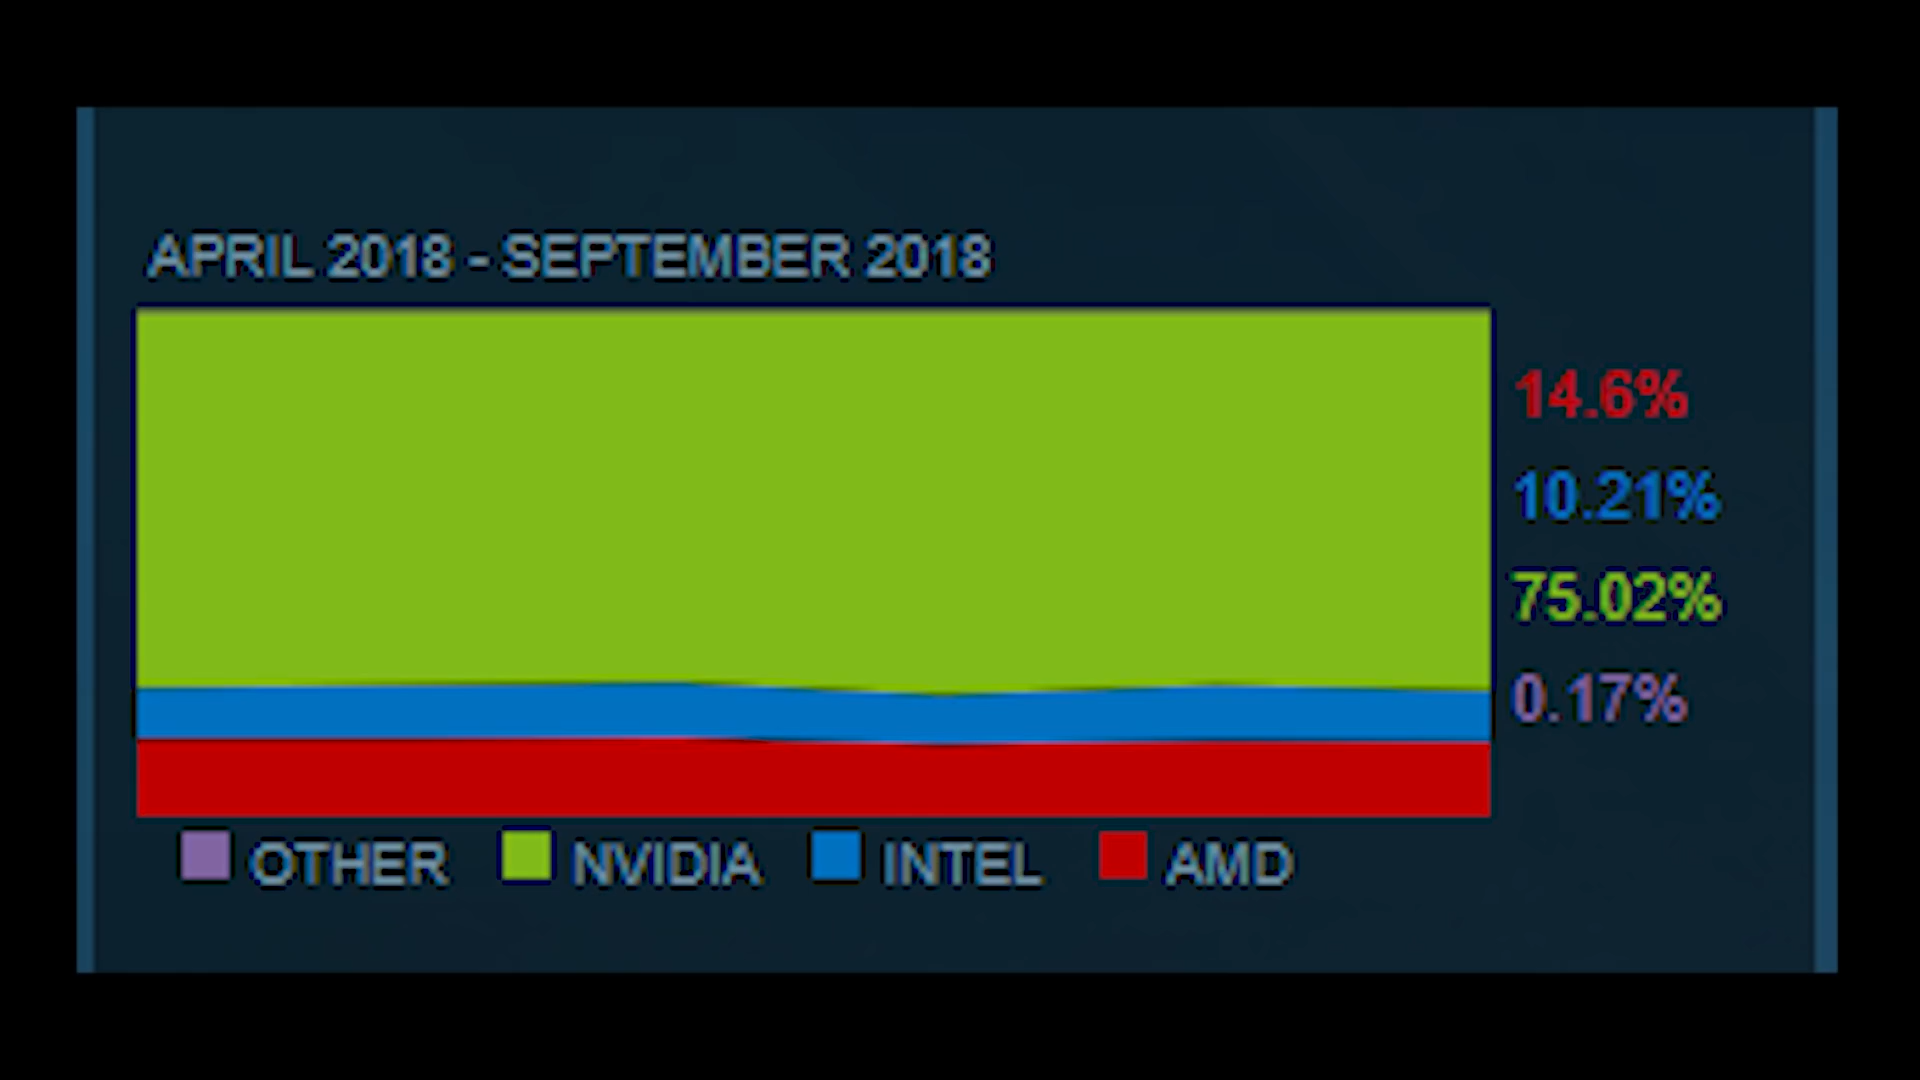 APRIL 2018 - SEPTEMBER 2018
14.6%
10.21%
75.02%
0.17%
OTHER NVIDIA INTEL AMD